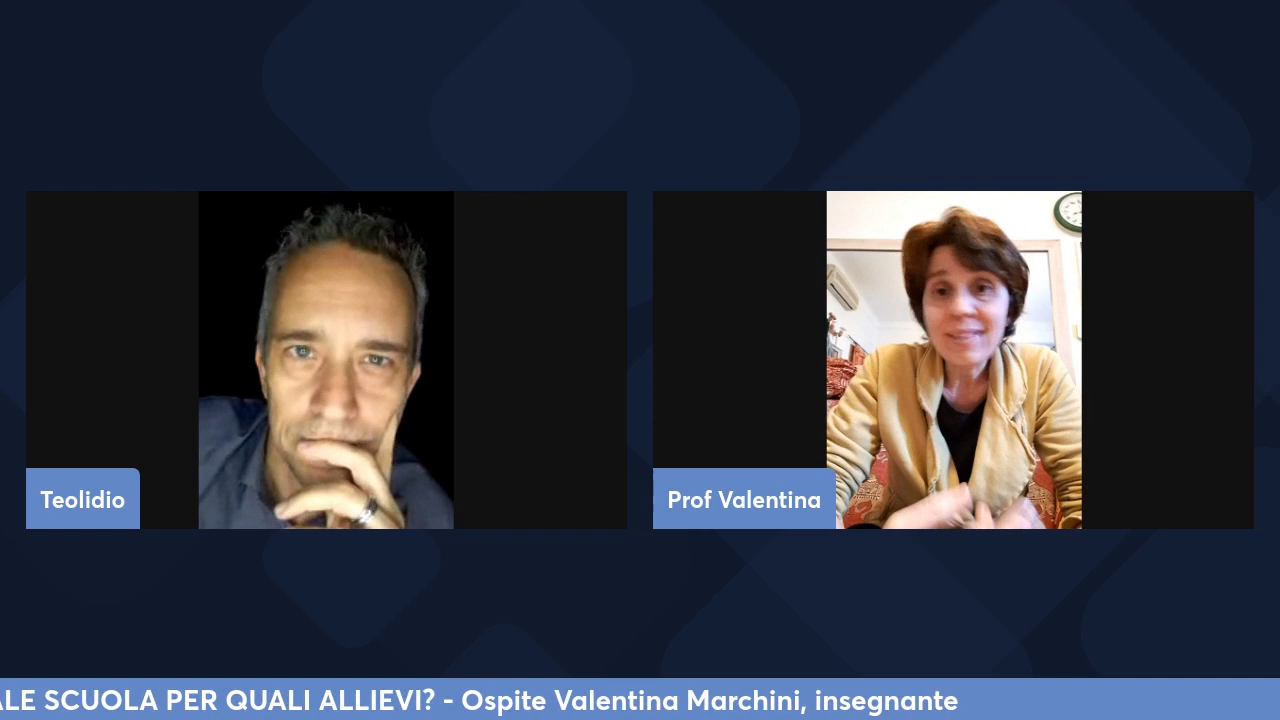 Teolidio
Prof Valentina
ALE SCUOLA PER QUALI ALLIEVI? - Ospite Valentina Marchini, insegnante